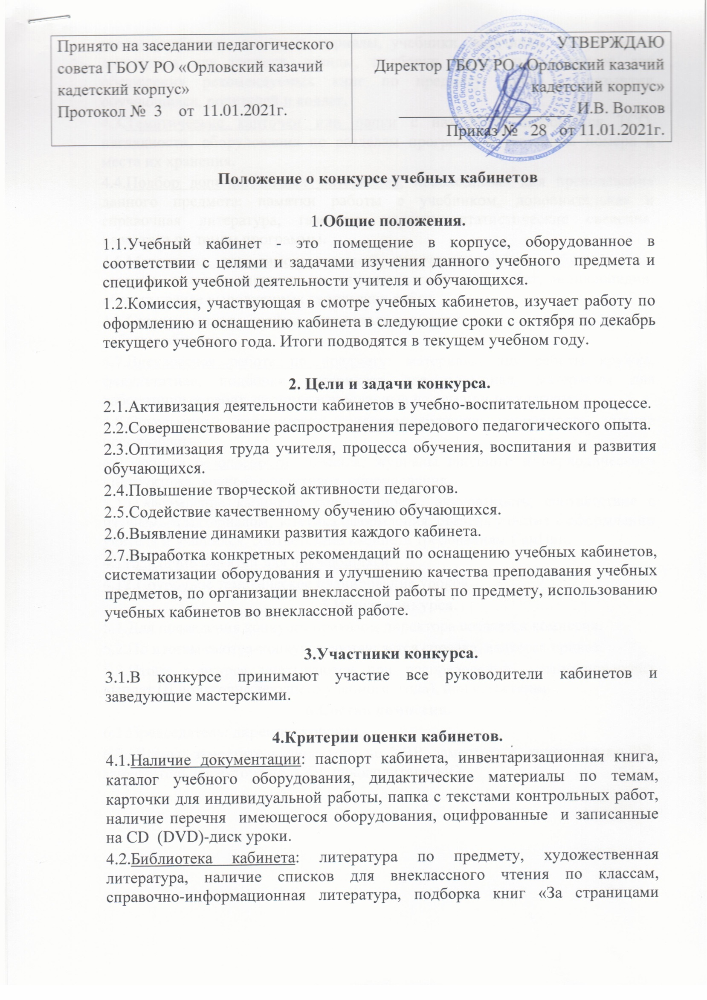 Принято на заседании педагогического
совета ГБОУ РО «Орловский казачий
кадетский корпус»
Протокол № 3 от 11.01.2021г.
УТВЕРЖДАЮ
Директор ГБОУ РО «Орловский казачий
кадетский корпус»
И.В. Волков
Приказ № 28 от 11.01.2021г.
Положение о конкурсе учебных кабинетов
1.Общие положения.
1.1.Учебный кабинет - это помещение в корпусе, оборудованное в
соответствии с целями и задачами изучения данного учебного предмета и
спецификой учебной деятельности учителя и обучающихся.
1.2.Комиссия, участвующая в смотре учебных кабинетов, изучает работу по
оформлению и оснащению кабинета в следующие сроки с октября по декабрь
текущего учебного года. Итоги подводятся в текущем учебном году.
2. Цели и задачи конкурса.
2.1.Активизация деятельности кабинетов в учебно-воспитательном процессе.
2.2.Совершенствование распространения передового педагогического опыта.
2.3.Оптимизация труда учителя, процесса обучения, воспитания и развития
обучающихся.
2.4.Повышение творческой активности педагогов.
2.5.Содействие качественному обучению обучающихся.
2.6.Выявление динамики развития каждого кабинета.
2.7.Выработка конкретных рекомендаций по оснащению учебных кабинетов,
систематизации оборудования и улучшению качества преподавания учебных
предметов, по организации внеклассной работы по предмету, использованию
учебных кабинетов во внеклассной работе.
3.Участники конкурса.
3.1.В конкурсе принимают участие все руководители кабинетов и
заведующие мастерскими.
4.Критерии оценки кабинетов.
4.1.Наличие документации: паспорт кабинета, инвентаризационная книга,
каталог учебного оборудования, дидактические материалы по темам,
карточки для индивидуальной работы, папка с текстами контрольных работ,
наличие перечня имеющегося оборудования, оцифрованные и записанные
на CD (DVD)-диск уроки.
4.2.Библиотека кабинета: литература по предмету, художественная
литература, наличие списков для внеклассного чтения по классам,
справочно-информационная литература, подборка книг «За страницами